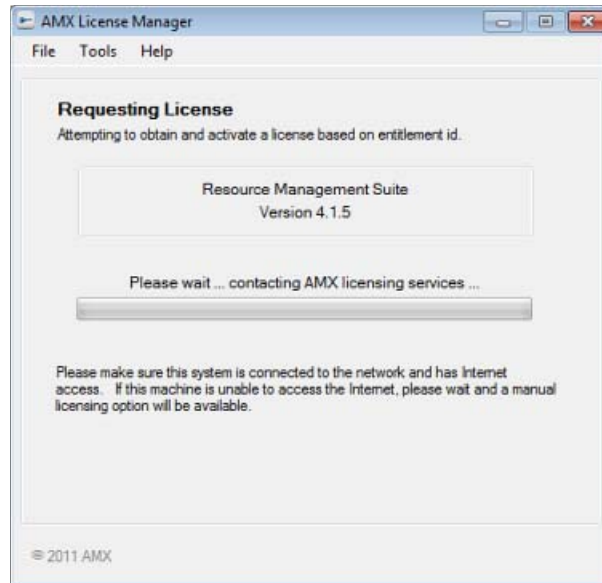 AMX License Manager
File Tools Help
Requesting License
Attempting to obtain and activate a license based on entitlement id.
Resource Management Suite
Version 4.1.5
Please wait ... contacting AMX licensing services ...
Please make sure this system is connected to the network and has Internet
access. If this machine is unable to access the Internet, please wait and a manual
licensing option will be available.
© 2011 AMX